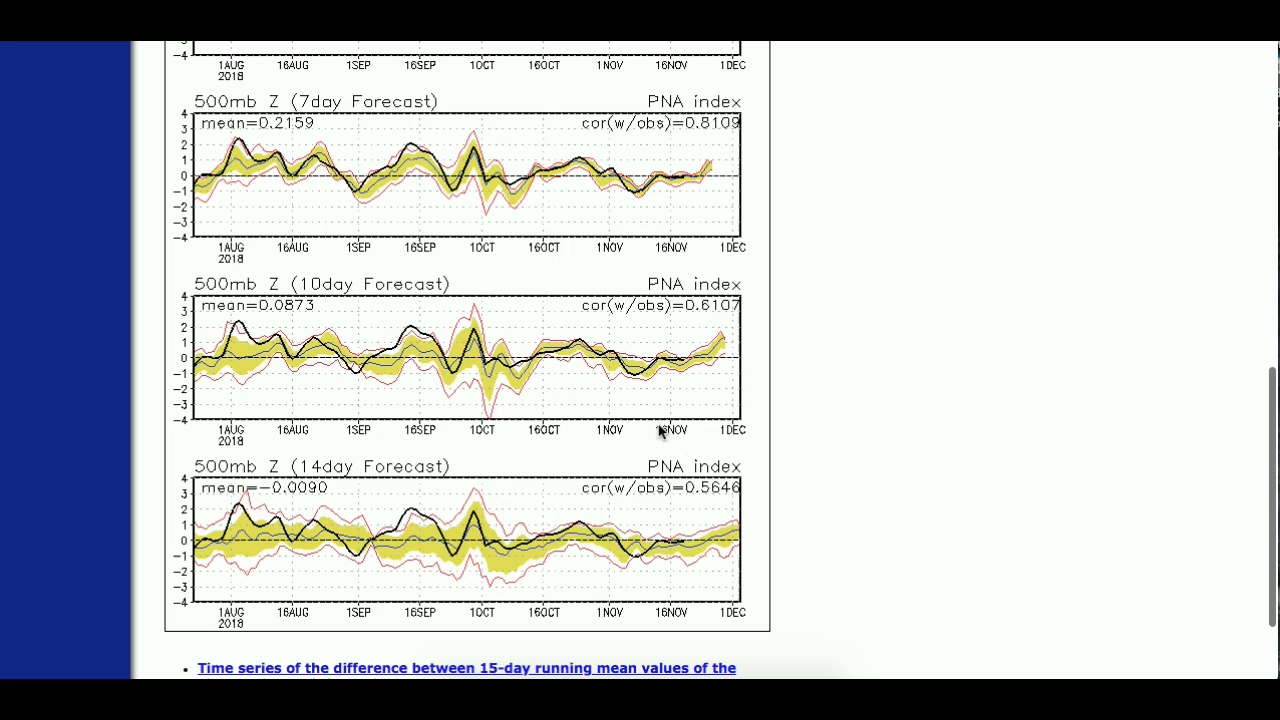 -4
1AUG 16AUG 1SEP 16SEP 1OCT 16OCT 1NOV 16NOV 1DEC
2018
500mb Z (7day Forecast) PNA index
4
mean=0.2159 cor(w/obs)=0.8109
3
2
1
0
-1
-2
-3
-4
1AUG 16AUG 1SEP 16SEP 1OCT 16OCT 1NOV 16NOV 1DEC
2018
500mb Z (10day Forecast) PNA index
4
mean=0.0873 cor(w/obs)=0.6107
3
2
1
0
-1
-2
-3
-4
1AUG 16AUG 1SEP 16SEP 1OCT 16OCT 1NOV 16NOV 1DEC
2018
500mb Z (14day Forecast) PNA index
4
mean=-0.0090 cor(w/obs)=0.5646
3
2
1
0
-1
-2
-3
-4
1AUG 16AUG 1SEP 16SEP 1OCT 16OCT 1NOV 16NOV 1DEC
2018
• Time series of the difference between 15-day running mean values of the